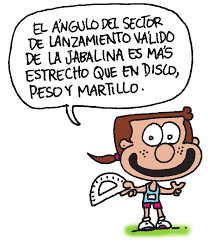 EL ÁNGULO DEL SECTOR
DE LANZAMIENTO VÁLIDO
DE LA JABALINA ES MÁS
ESTRECHO QUE EN DISCO,
PESO Y MARTILLO.